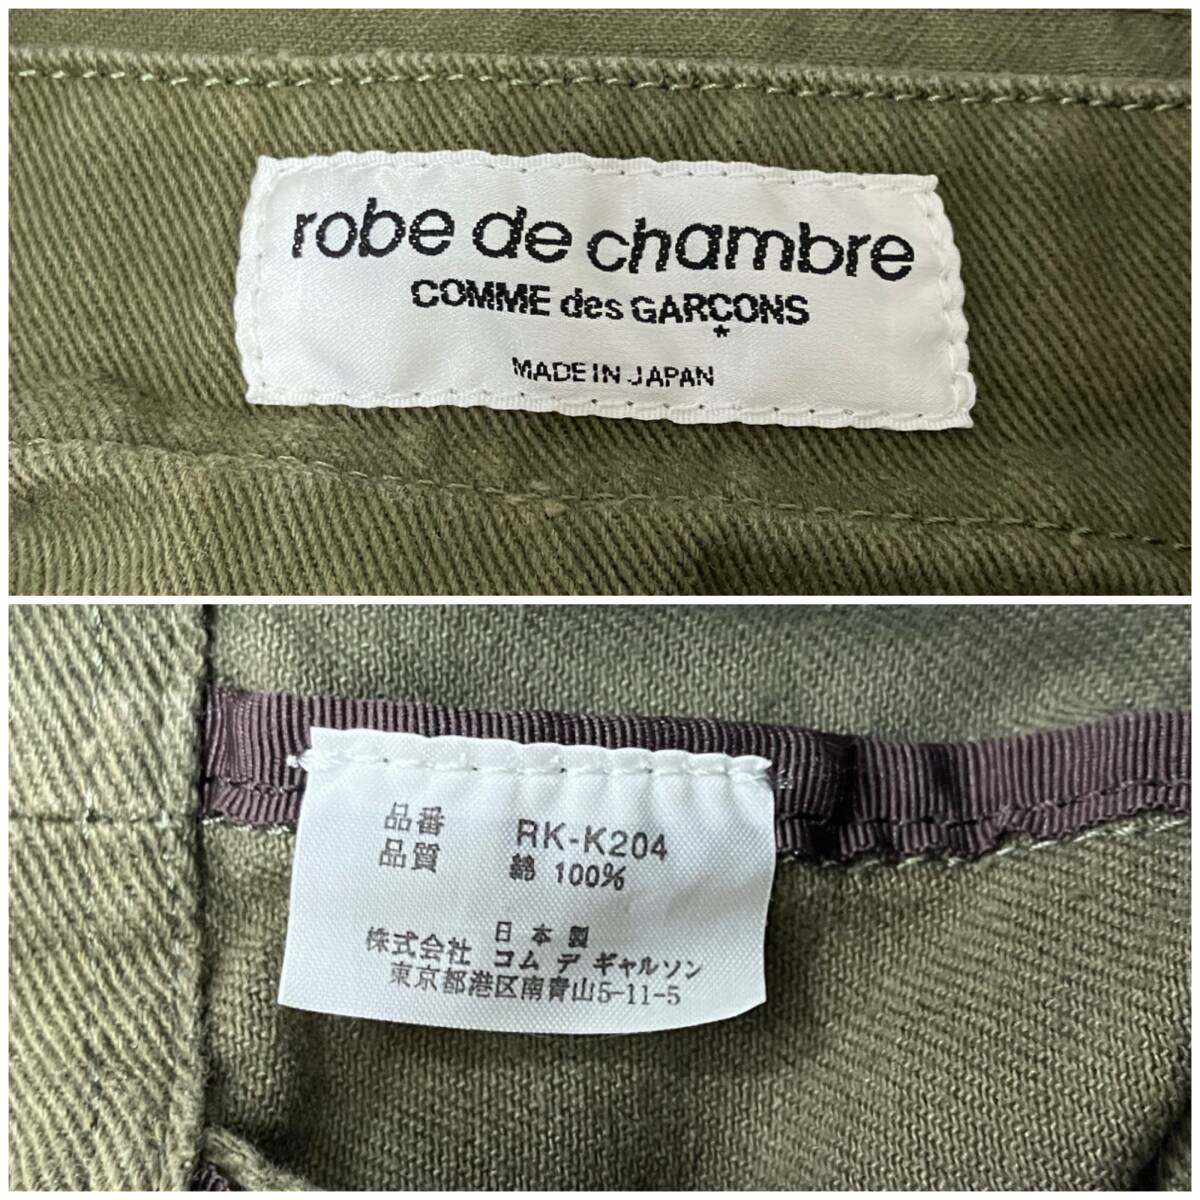 robe de chambre
COMME des GARÇONS
*
MADE IN JAPAN
品番 RK-K204
品質 綿 100%
日本製
株式会社 コム デ ギャルソン
東京都港区南青山5-11-5